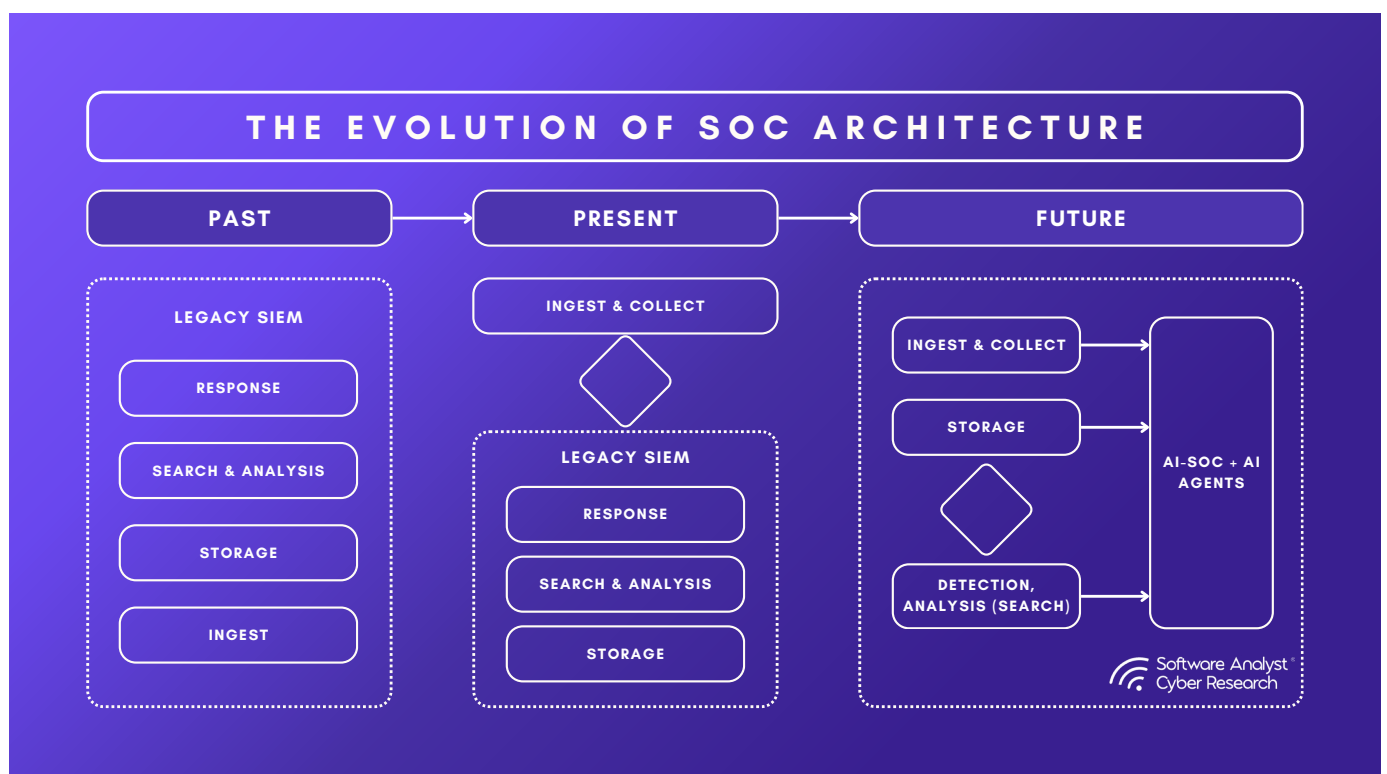 THE EVOLUTION OF SOC ARCHITECTURE
PAST
PRESENT
FUTURE
LEGACY SIEM
RESPONSE
SEARCH & ANALYSIS
STORAGE
INGEST
INGEST & COLLECT
LEGACY SIEM
RESPONSE
SEARCH & ANALYSIS
STORAGE
INGEST & COLLECT
STORAGE
DETECTION,
ANALYSIS (SEARCH)
AI-SOC + AI
AGENTS
Software Analyst
Cyber Research